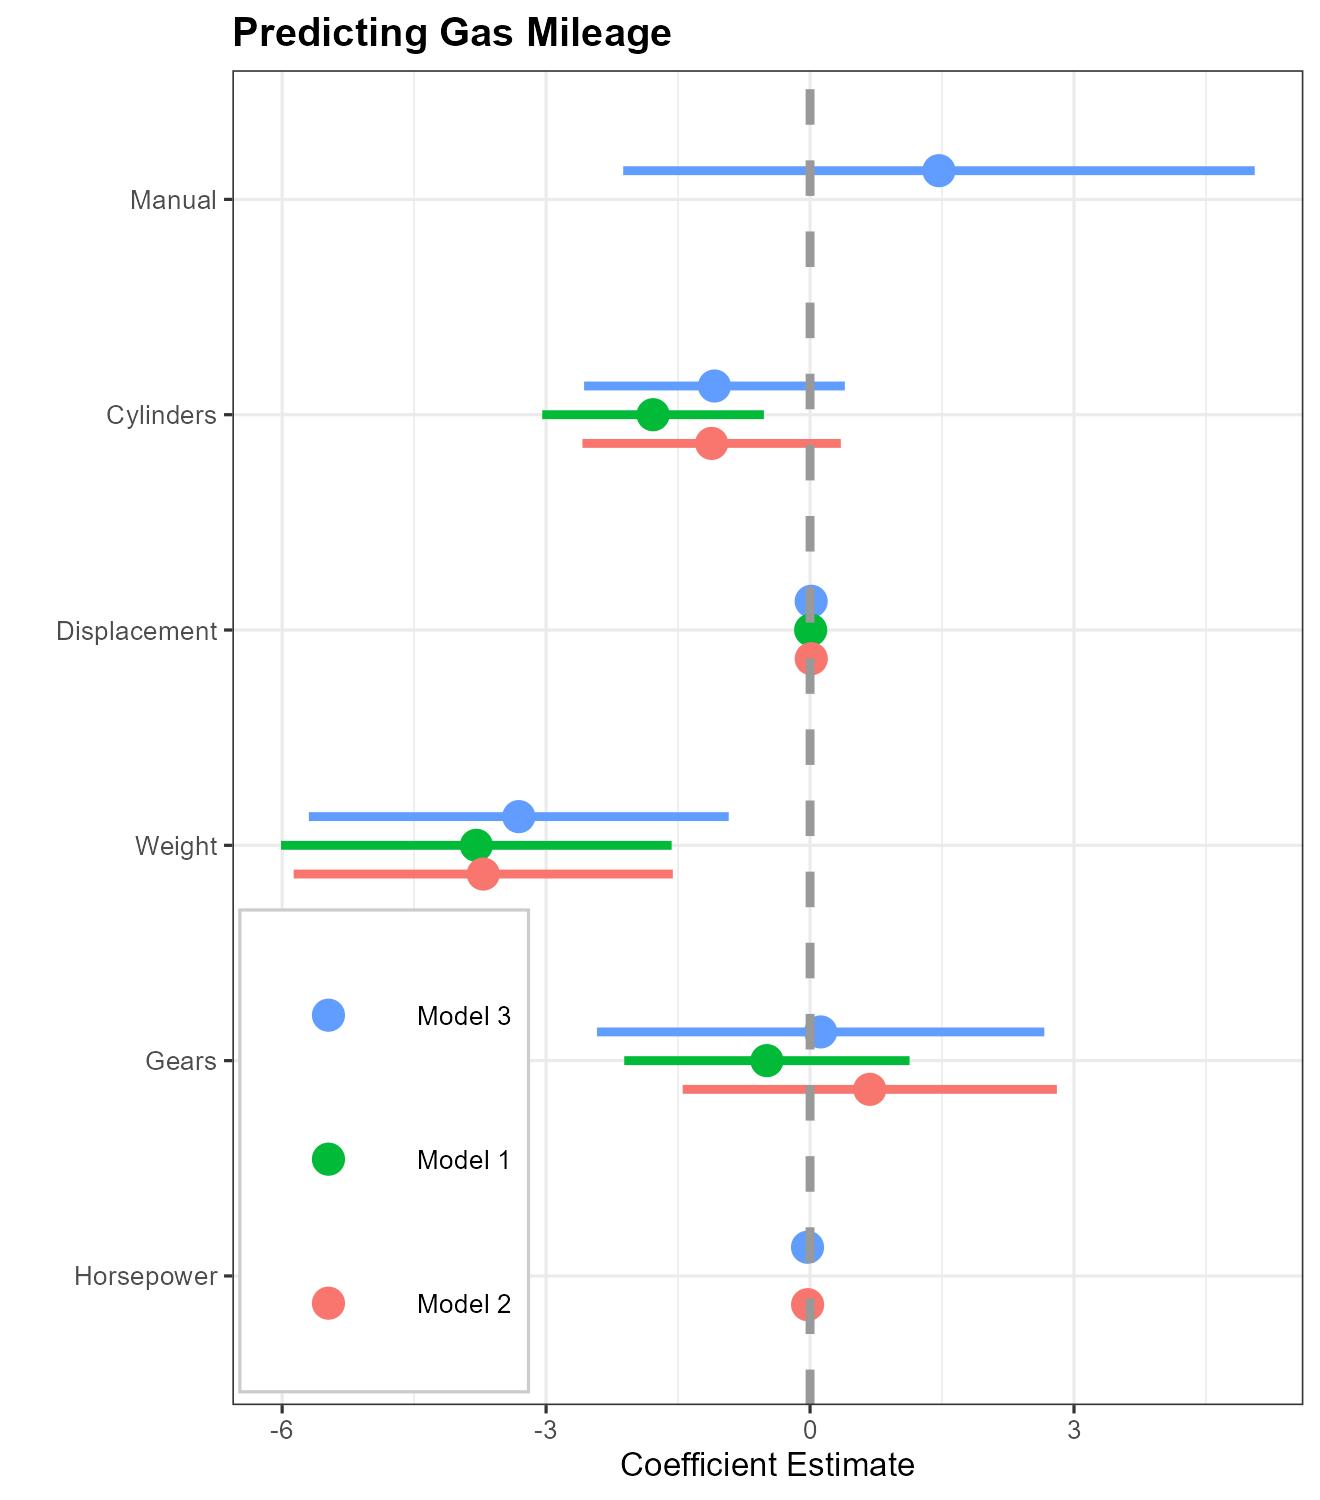 Predicting Gas Mileage
Manual
Cylinders
Displacement
Weight
Gears
Horsepower
Model 3
Model 1
Model 2
-6 -3 0 3
Coefficient Estimate